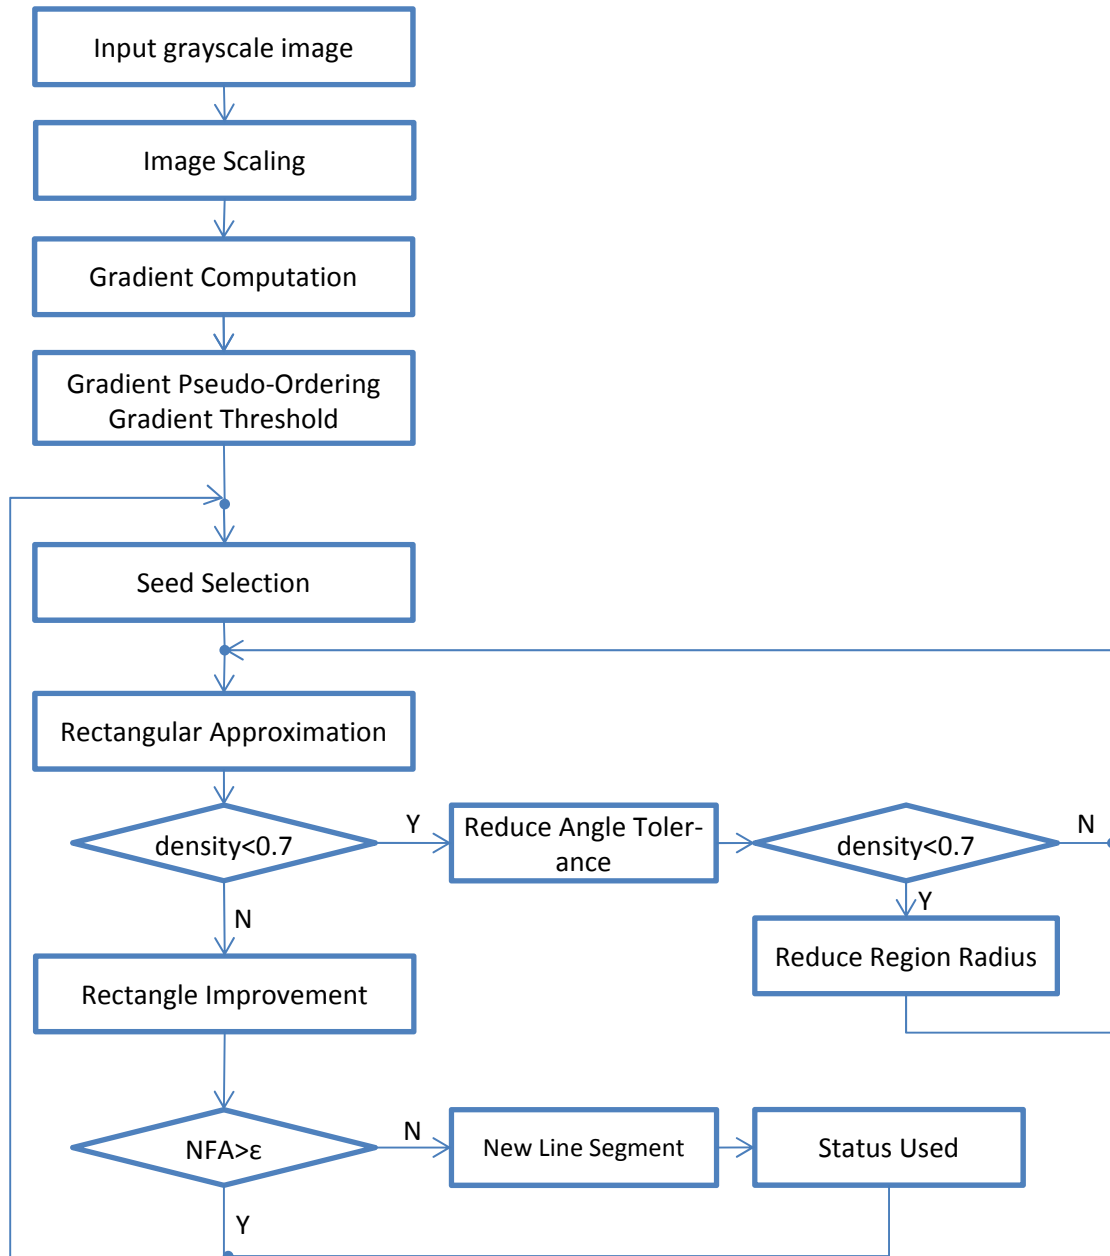 Input grayscale image
Image Scaling
Gradient Computation
Gradient Pseudo-Ordering
Gradient Threshold
Seed Selection
Rectangular Approximation
density<0.7
Y
Reduce Angle Toler-
ance
density<0.7
N
Y
N
Reduce Region Radius
Rectangle Improvement
NFA>ε
N
New Line Segment
Status Used
Y